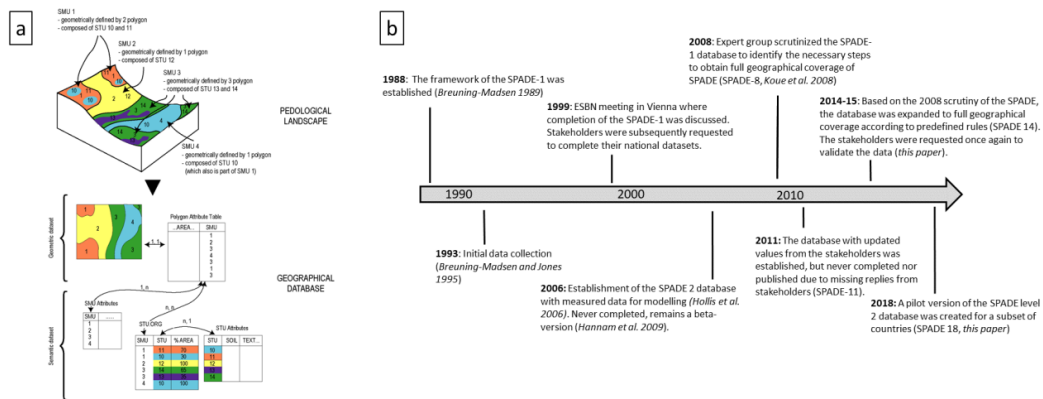 a
SMU 1
- geometrically defined by 2 polygon
- composed of STU 10 and 11
SMU 2
- geometrically defined by 1 polygon
- composed of STU 12
SMU 3
- geometrically defined by 3 polygon
- composed of STU 13 and 14
PEDOLOGICAL
LANDSCAPE
SMU 4
- geometrically defined by 1 polygon
- composed of STU 10
(which also is part of SMU 1)
Geometric dataset
Polygon Attribute Table
...AREA... SMU
1
2
3
4
3
1
3
1, 1
GEOGRAPHICAL
DATABASE
Semantic dataset
1, n
n, n
SMU Attributes
SMU ........
1
2
3
4
STU.ORG
n, 1
STU Attributes
SMU STU % AREA
1 11 70
1 10 30
2 12 100
3 14
3
4 10 100
STU SOIL TEXT...
10
11
12
14
b
1988: The framework of the SPADE-1 was
established (Breuning-Madsen 1989)
1999: ESBN meeting in Vienna where
completion of the SPADE-1 was discussed.
Stakeholders were subsequently requested
to complete their national datasets.
2008: Expert group scrutinized the SPADE-
1 database to identify the necessary steps
to obtain full geographical coverage of
SPADE (SPADE-8, Koue et al. 2008)
2014-15: Based on the 2008 scrutiny of the SPADE,
the database was expanded to full geographical
coverage according to predefined rules (SPADE 14).
The stakeholders were requested once again to
validate the data (this paper).
1990 2000 2010
1993: Initial data collection
(Breuning-Madsen and Jones
1995)
2006: Establishment of the SPADE 2 database
with measured data for modelling (Hollis et al.
2006). Never completed, remains a beta-
version (Hannam et al. 2009).
2011: The database with updated
values from the stakeholders was
established, but never completed nor
published due to missing replies from
stakeholders (SPADE-11).
2018: A pilot version of the SPADE level
2 database was created for a subset of
countries (SPADE 18, this paper)